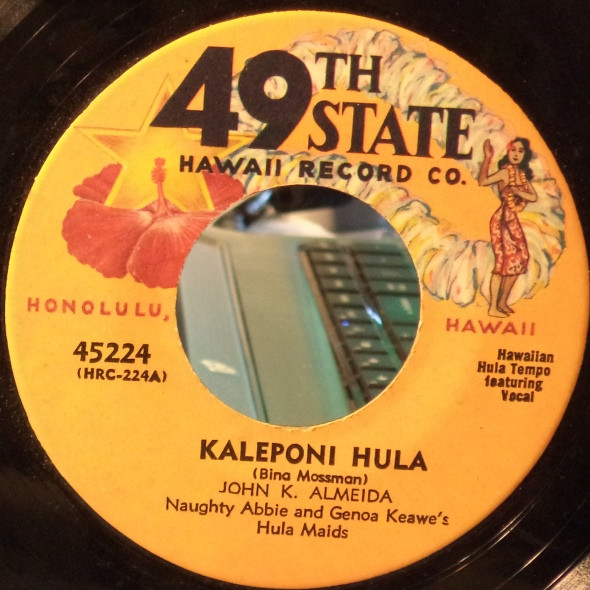 49TH STATE
HAWAII RECORD CO.
HONOLULU, HAWAII
45224
(HRC-224A)
Hawaiian
Hula Tempo
featuring
Vocal
KALEPONI HULA
(Bina Mossman)
JOHN K. ALMEIDA
Naughty Abbie and Genoa Keawe's
Hula Maids